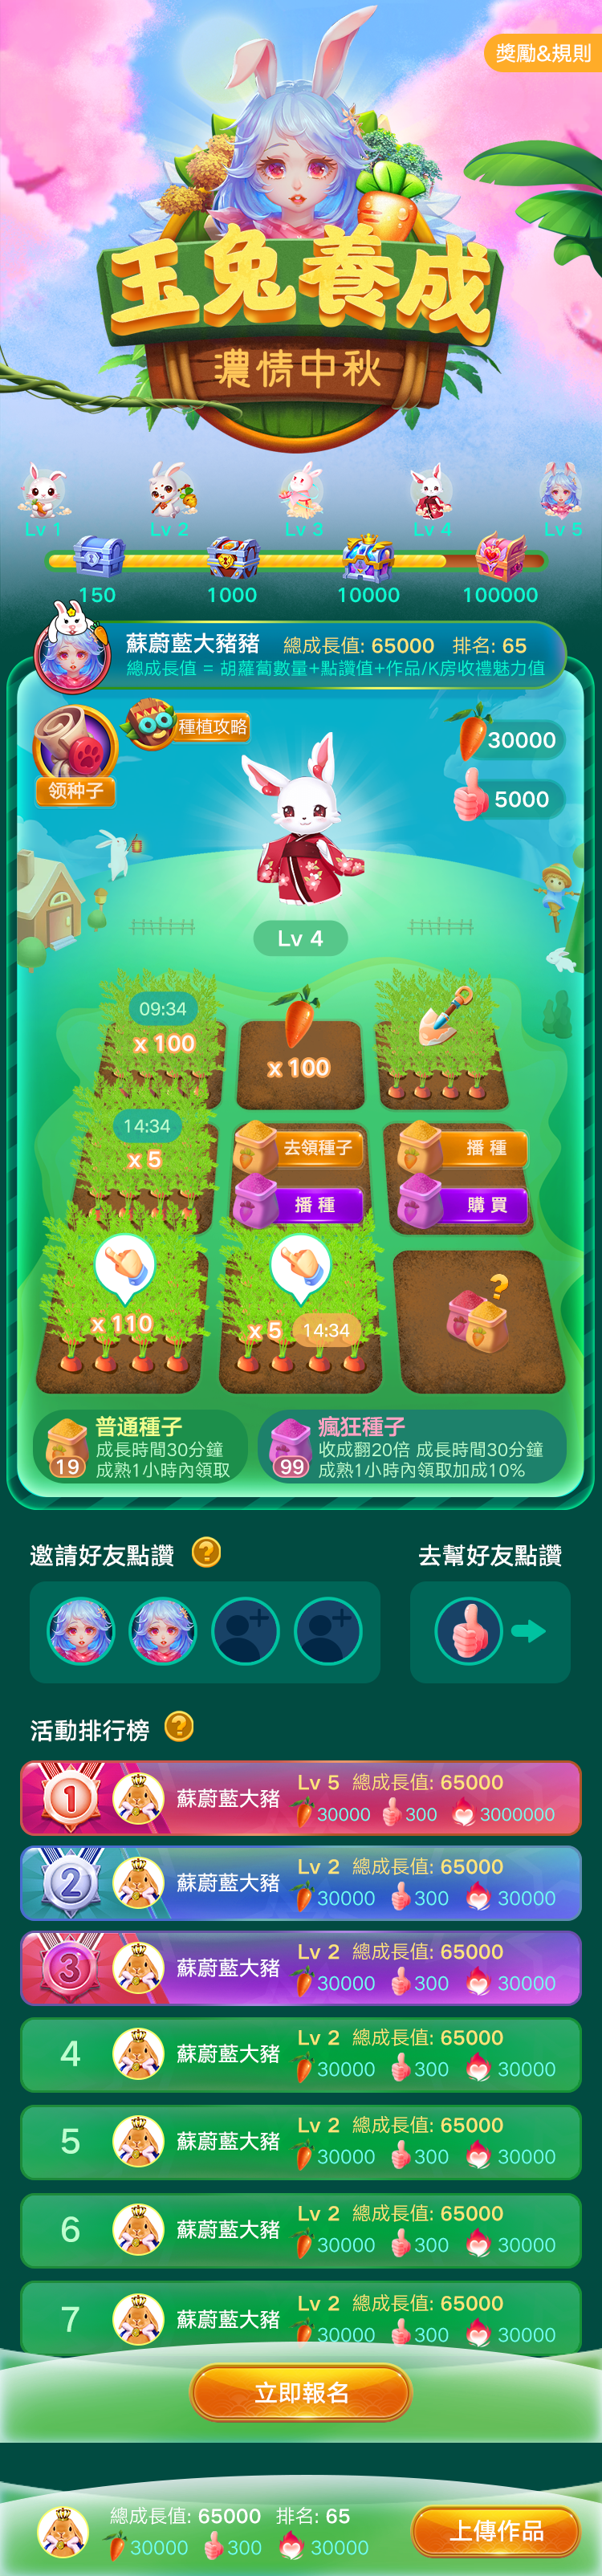 獎勵&規則
玉兔養成
濃情中秋
Lv 1 Lv 2 Lv 3 Lv 4 Lv 5
150 1000 10000 100000
蘇蔚藍大豬豬 總成長值: 65000 排名: 65
總成長值 = 胡蘿蔔數量+點讚值+作品/K房收禮魅力值
领种子
種植攻略
30000
5000
Lv 4
09:34
x 100
x 100
14:34
x 5
去領種子
播 種
播 種
購 買
x 110
x 5 14:34
?
普通種子
成長時間30分鐘
19 成熟1小時內領取
瘋狂種子
收成翻20倍 成長時間30分鐘
99 成熟1小時內領取加成10%
邀請好友點讚 ?
去幫好友點讚
活動排行榜 ?
1 蘇蔚藍大豬 Lv 5 總成長值: 65000
30000 300 3000000
2 蘇蔚藍大豬 Lv 2 總成長值: 65000
30000 300 30000
3 蘇蔚藍大豬 Lv 2 總成長值: 65000
30000 300 30000
4 蘇蔚藍大豬 Lv 2 總成長值: 65000
30000 300 30000
5 蘇蔚藍大豬 Lv 2 總成長值: 65000
30000 300 30000
6 蘇蔚藍大豬 Lv 2 總成長值: 65000
30000 300 30000
7 蘇蔚藍大豬 Lv 2 總成長值: 65000
30000 300 30000
立即報名
總成長值: 65000 排名: 65
30000 300 30000
上傳作品